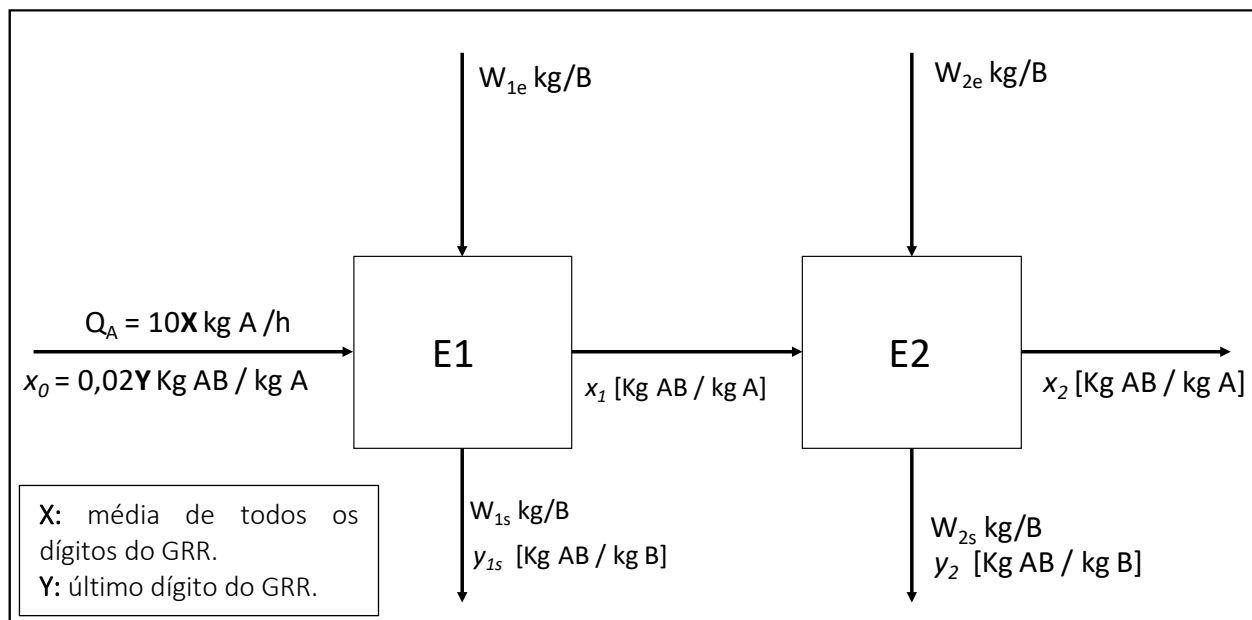 W1e kg/B
W2e kg/B
QA = 10X kg A /h
x0 = 0,02Y Kg AB / kg A
E1
x1 [Kg AB / kg A]
E2
x2 [Kg AB / kg A]
W1s kg/B
y1s [Kg AB / kg B]
W2s kg/B
y2 [Kg AB / kg B]
X: média de todos os
dígitos do GRR.
Y: último dígito do GRR.